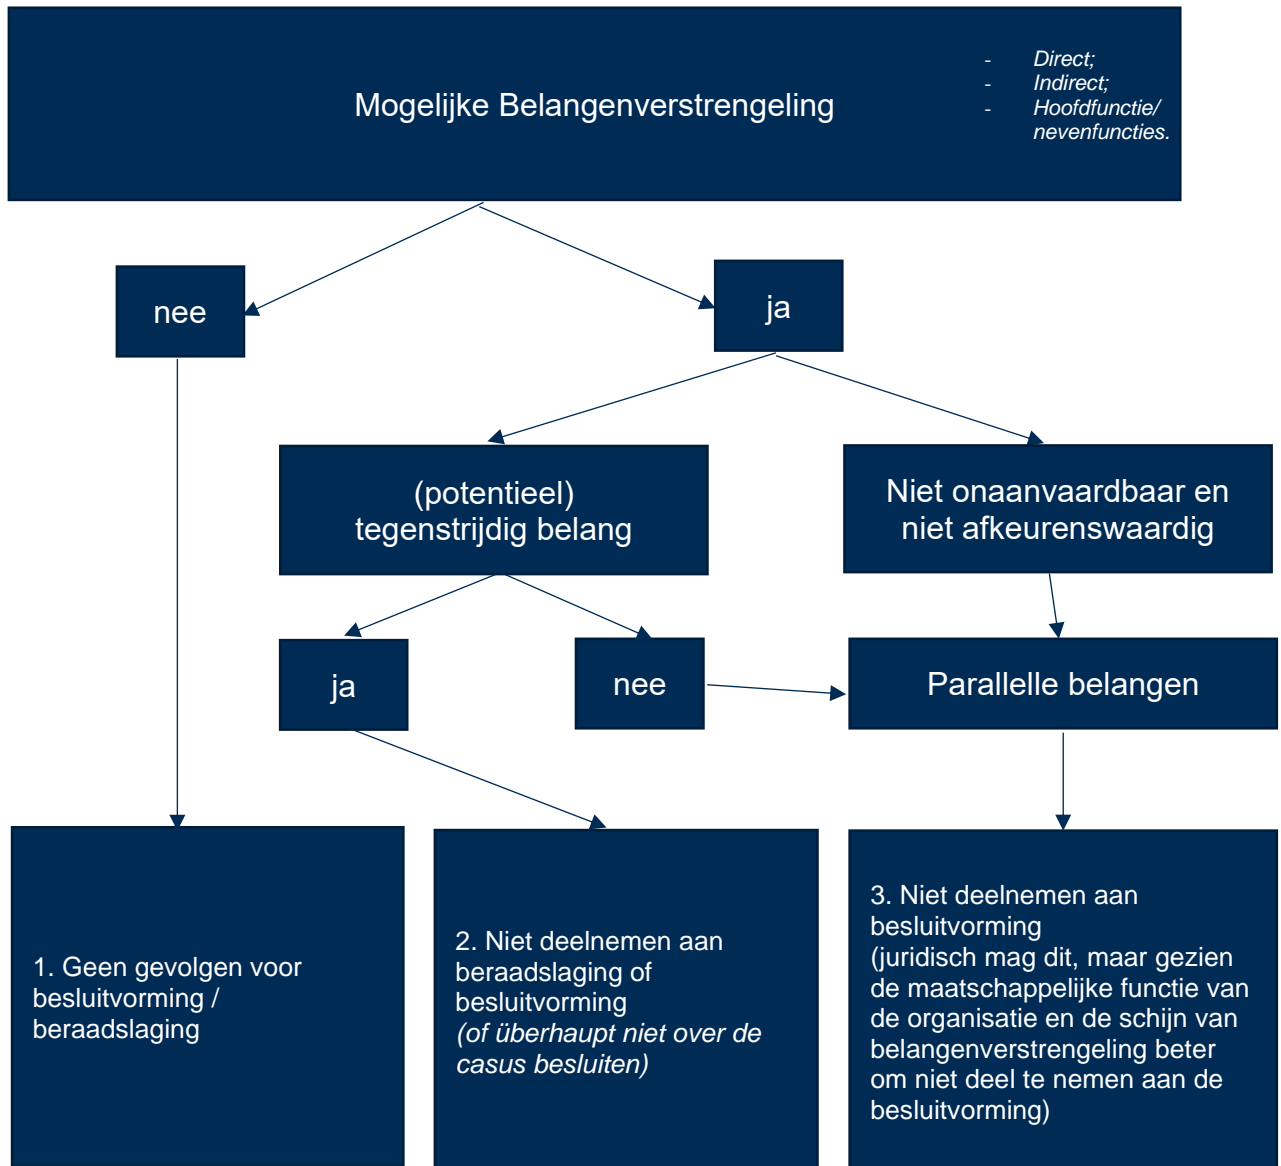 Mogelijke Belangenverstrengeling
- Direct;
- Indirect;
- Hoofdfunctie/
nevenfuncties.
nee
ja
(potentieel)
tegenstrijdig belang
Niet onaanvaardbaar en
niet afkeurenswaardig
ja
nee
Parallelle belangen
1. Geen gevolgen voor
besluitvorming /
beraadslaging
2. Niet deelnemen aan
beraadslaging of
besluitvorming
(of überhaupt niet over de
casus besluiten)
3. Niet deelnemen aan
besluitvorming
(juridisch mag dit, maar gezien
de maatschappelijke functie van
de organisatie en de schijn van
belangenverstrengeling beter
om niet deel te nemen aan de
besluitvorming)